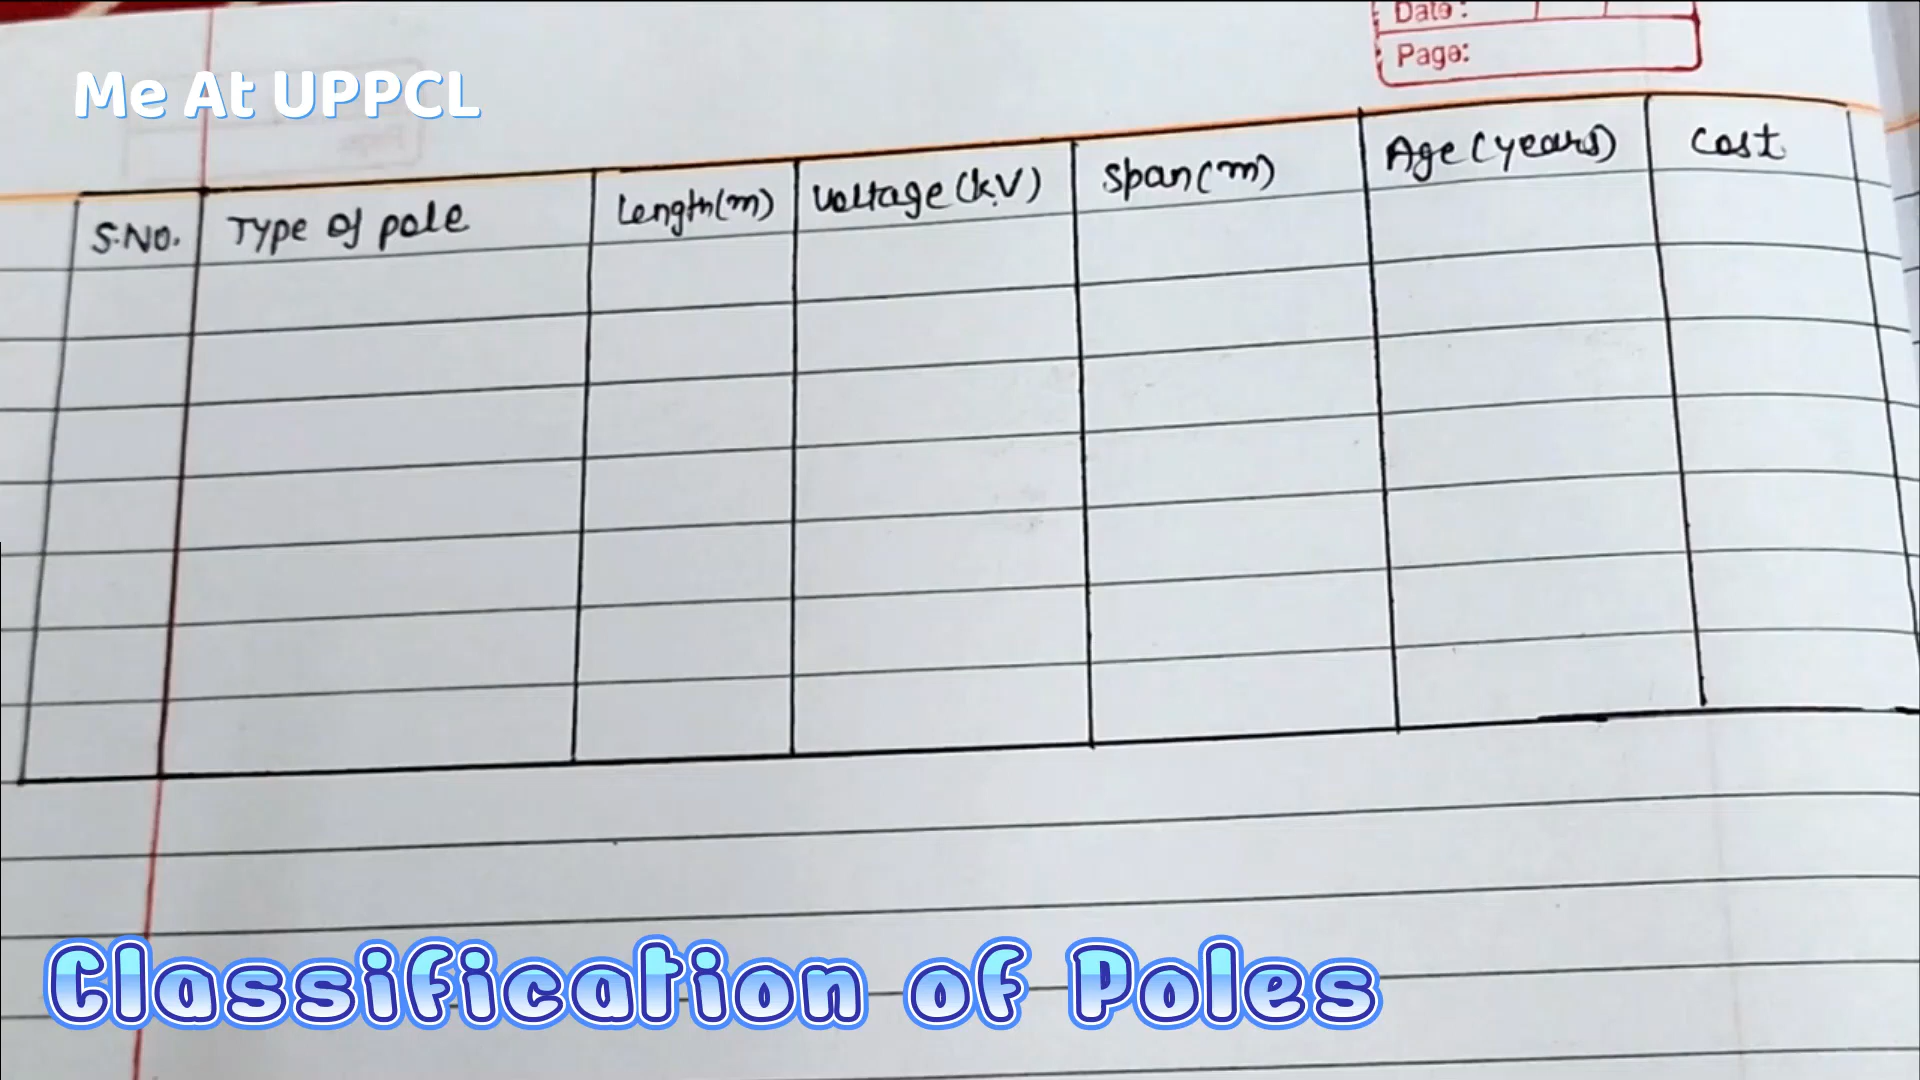 Date:
Page:
Me At UPPCL
S.No. Type of pole Length(m) Voltage(kV) Span(m) Age(years) Cost
Classification of Poles